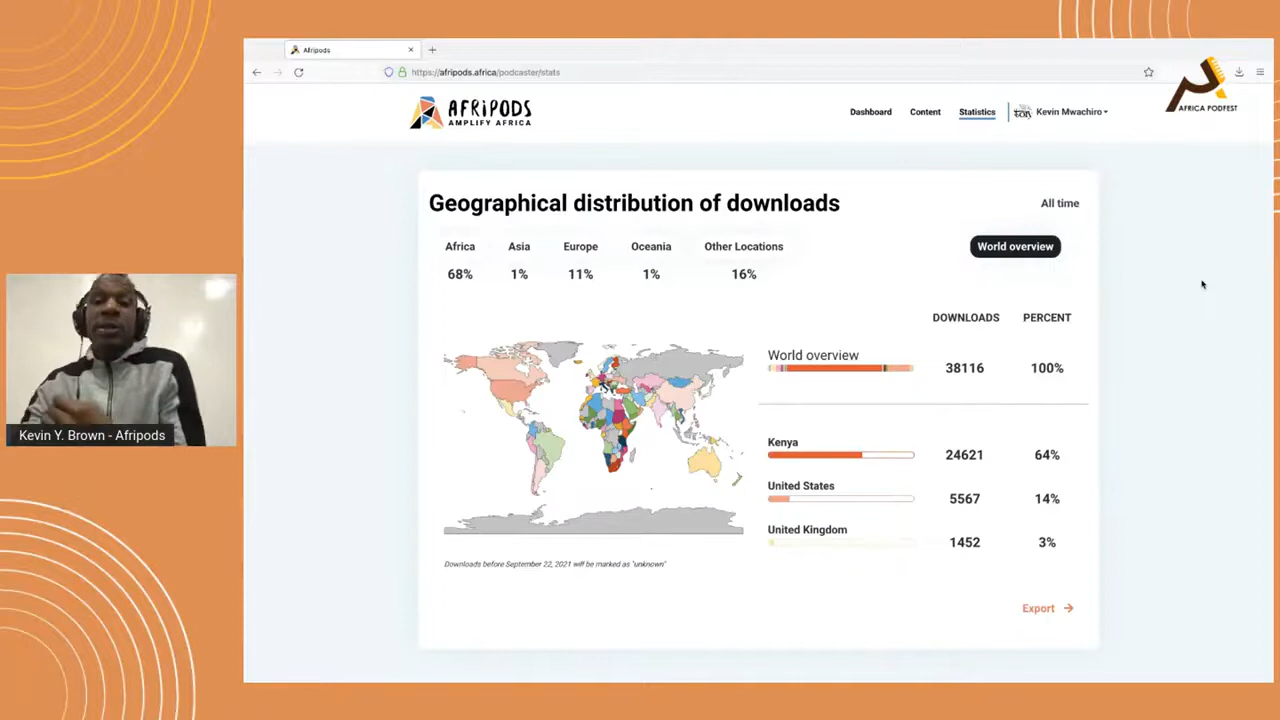 Afripods
https://afripods.africa/podcaster/stats
AFRiPODS
AMPLIFY AFRICA
Dashboard Content Statistics Kevin Mwachiro
AFRICA PODFEST
Geographical distribution of downloads
All time
Africa Asia Europe Oceania Other Locations
68% 1% 11% 1% 16%
World overview
DOWNLOADS PERCENT
World overview
38116 100%
Kenya
24621 64%
United States
5567 14%
United Kingdom
1452 3%
Downloads before September 22, 2021 will be marked as "unknown"
Export
Kevin Y. Brown - Afripods